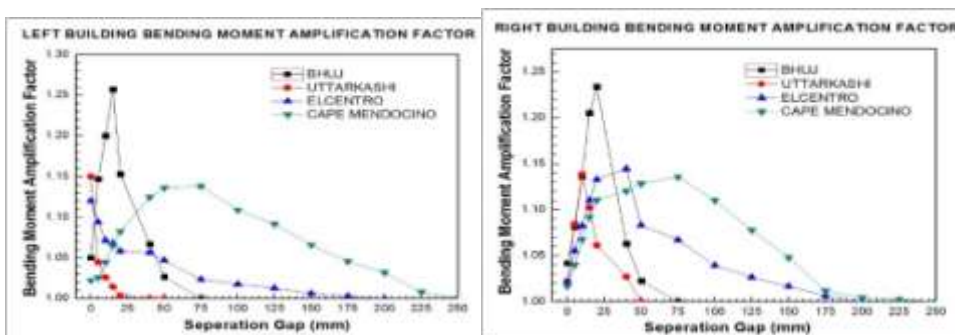 LEFT BUILDING BENDING MOMENT AMPLIFICATION FACTOR
1.30
1.25
1.20
1.15
1.10
1.05
1.00
Bending Moment Amplification Factor
BHUJ
UTTARKASHI
ELCENTRO
CAPE MENDOCINO
0 25 50 75 100 125 150 175 200 225 250
Seperation Gap (mm)
RIGHT BUILDING BENDING MOMENT AMPLIFICATION FACTOR
1.25
1.20
1.15
1.10
1.05
1.00
Bending Moment Amplification Factor
BHUJ
UTTARKASHI
ELCENTRO
CAPE MENDOCINO
0 25 50 75 100 125 150 175 200 225 250
Seperation Gap (mm)